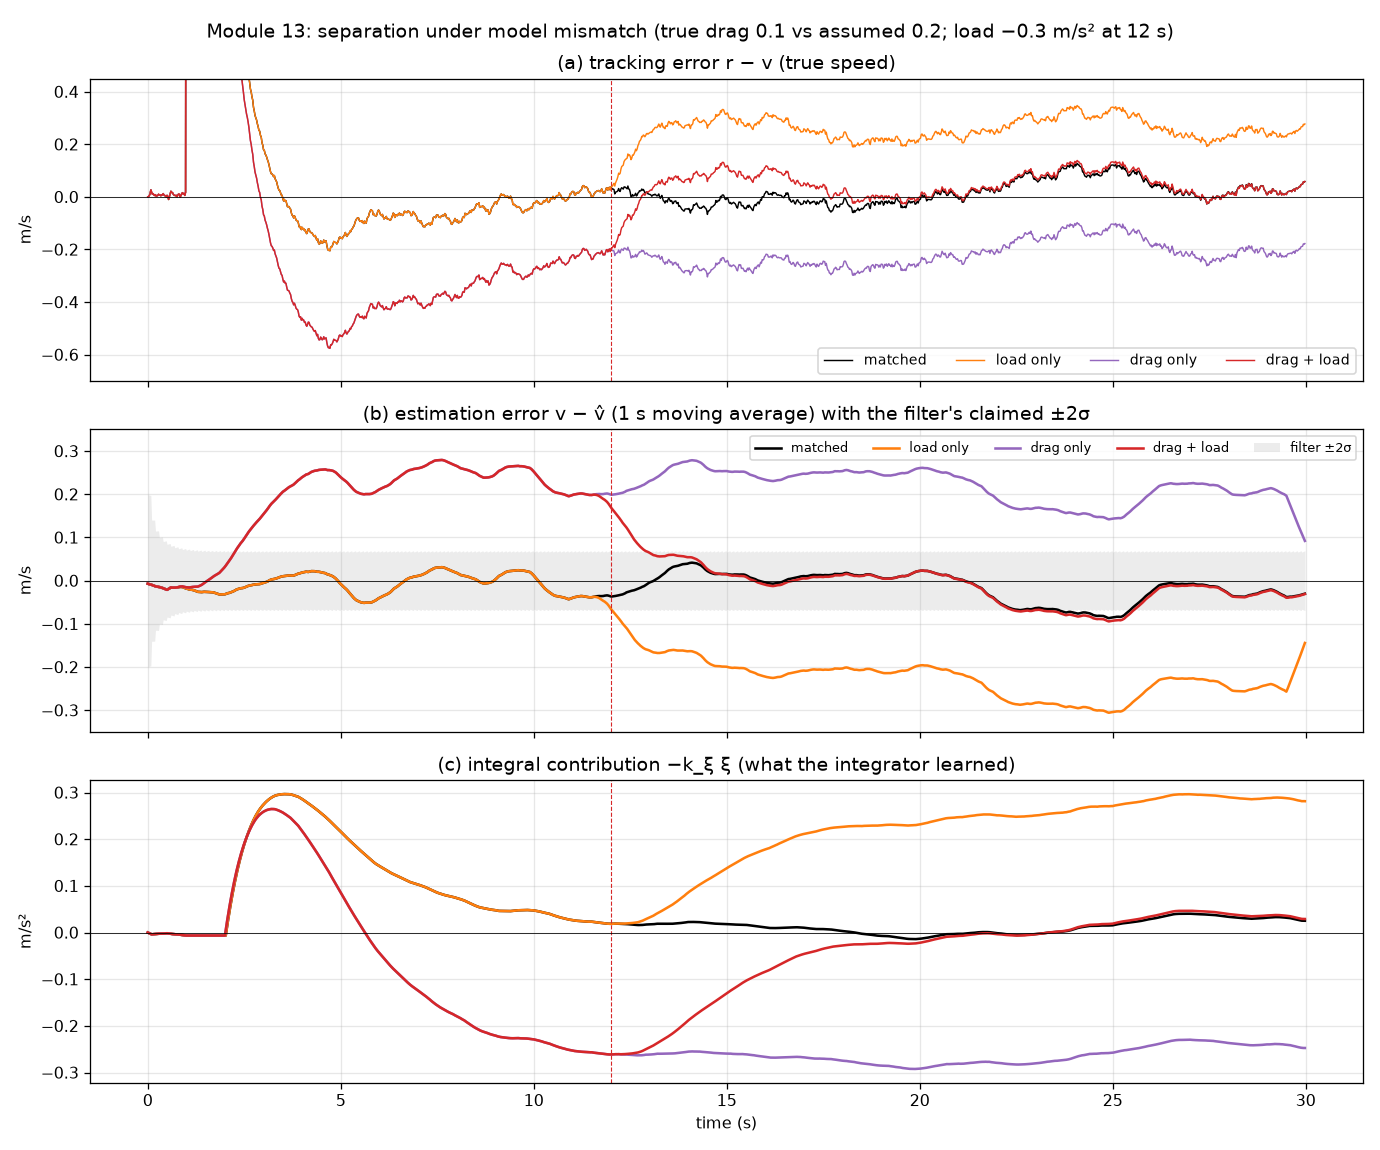 Module 13: separation under model mismatch (true drag 0.1 vs assumed 0.2; load −0.3 m/s² at 12 s)
(a) tracking error r − v (true speed)
0.4
0.2
0.0
−0.2
−0.4
−0.6
m/s
matched load only drag only drag + load
(b) estimation error v − v̂ (1 s moving average) with the filter's claimed ±2σ
0.3
0.2
0.1
0.0
−0.1
−0.2
−0.3
m/s
matched load only drag only drag + load filter ±2σ
(c) integral contribution −k_ξ ξ (what the integrator learned)
0.3
0.2
0.1
0.0
−0.1
−0.2
−0.3
m/s²
0 5 10 15 20 25 30
time (s)